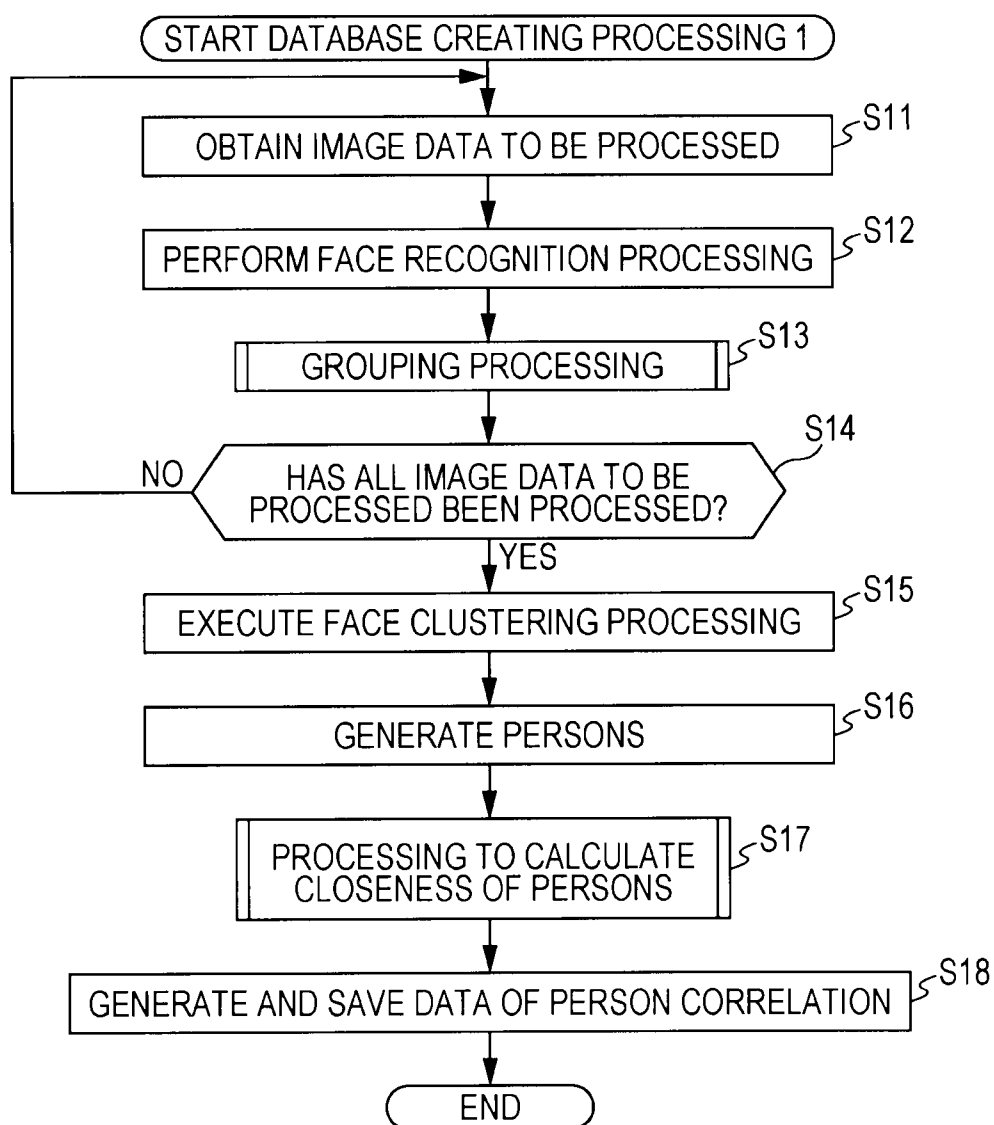 START DATABASE CREATING PROCESSING 1
OBTAIN IMAGE DATA TO BE PROCESSED
S11
PERFORM FACE RECOGNITION PROCESSING
S12
GROUPING PROCESSING
S13
HAS ALL IMAGE DATA TO BE
PROCESSED BEEN PROCESSED?
S14
NO
YES
EXECUTE FACE CLUSTERING PROCESSING
S15
GENERATE PERSONS
S16
PROCESSING TO CALCULATE
CLOSENESS OF PERSONS
S17
GENERATE AND SAVE DATA OF PERSON CORRELATION
S18
END